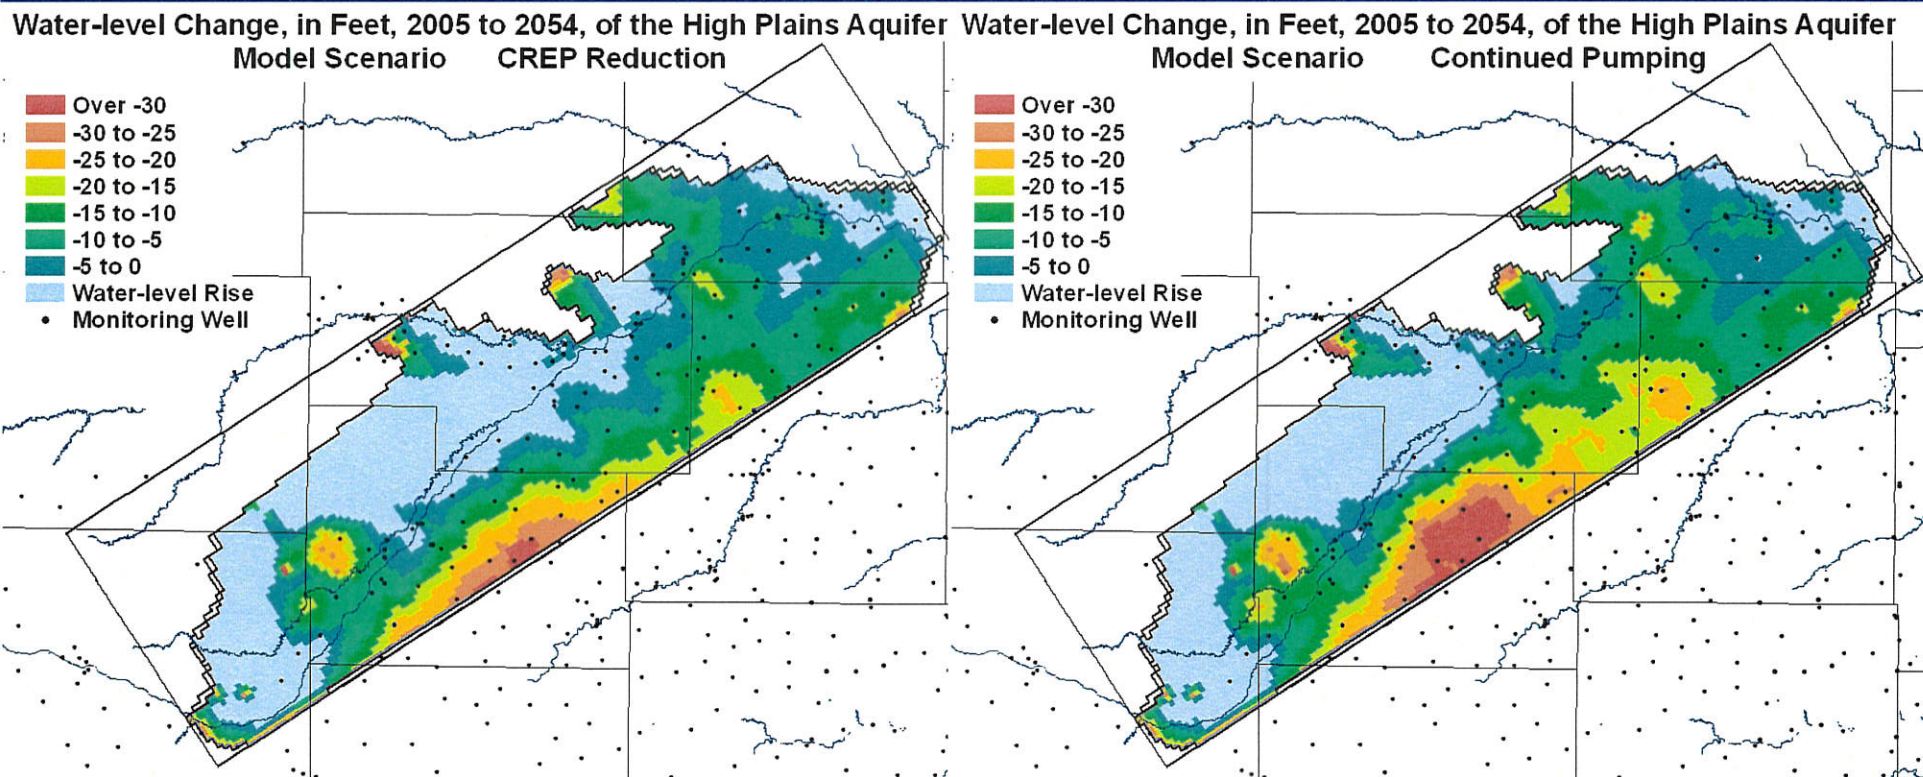 Water-level Change, in Feet, 2005 to 2054, of the High Plains Aquifer
Model Scenario CREP Reduction
Over -30
-30 to -25
-25 to -20
-20 to -15
-15 to -10
-10 to -5
-5 to 0
Water-level Rise
Monitoring Well
Water-level Change, in Feet, 2005 to 2054, of the High Plains Aquifer
Model Scenario Continued Pumping
Over -30
-30 to -25
-25 to -20
-20 to -15
-15 to -10
-10 to -5
-5 to 0
Water-level Rise
Monitoring Well